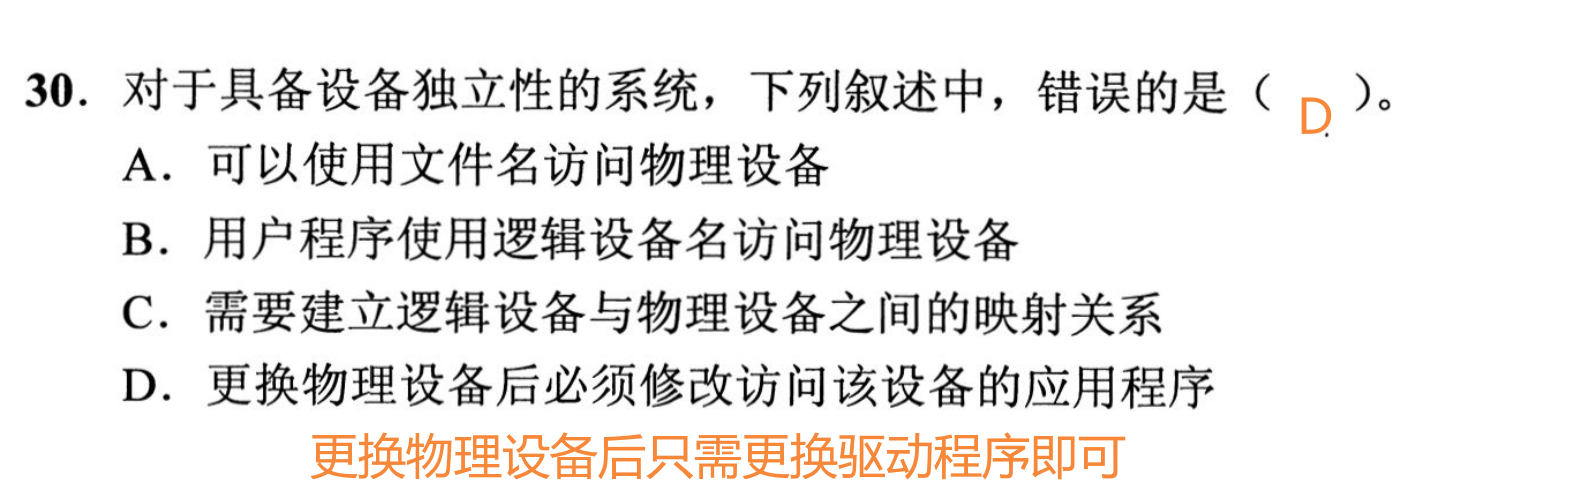 30. 对于具备设备独立性的系统，下列叙述中，错误的是（ D ）。
A. 可以使用文件名访问物理设备
B. 用户程序使用逻辑设备名访问物理设备
C. 需要建立逻辑设备与物理设备之间的映射关系
D. 更换物理设备后必须修改访问该设备的应用程序
更换物理设备后只需更换驱动程序即可